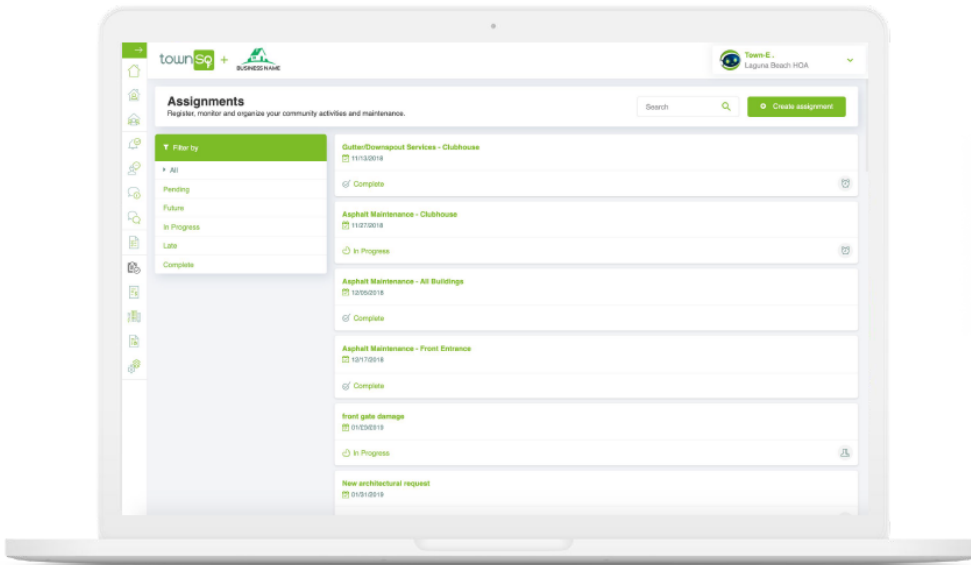 town sq +
BUSINESS NAME
Town-E .
Laguna Beach HOA
Assignments
Register, monitor and organize your community activities and maintenance.
Search
Create assignment
Filter by
All
Pending
Future
In Progress
Late
Complete
Gutter/Downspout Services - Clubhouse
11/13/2018
Complete
Asphalt Maintenance - Clubhouse
11/27/2018
In Progress
Asphalt Maintenance - All Buildings
12/05/2018
Complete
Asphalt Maintenance - Front Entrance
12/17/2018
Complete
front gate damage
01/23/2019
In Progress
New architectural request
01/31/2019